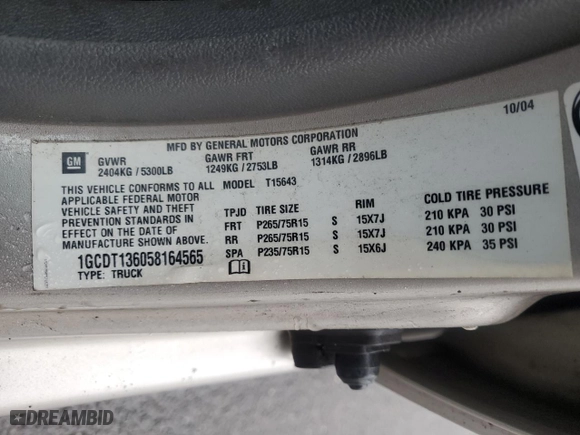 10/04
MFD BY GENERAL MOTORS CORPORATION
GM GVWR GAWR FRT GAWR RR
2404KG / 5300LB 1249KG / 2753LB 1314KG / 2896LB
THIS VEHICLE CONFORMS TO ALL MODEL T15643
APPLICABLE FEDERAL MOTOR
VEHICLE SAFETY AND THEFT
PREVENTION STANDARDS IN
EFFECT ON THE DATE OF
MANUFACTURE SHOWN ABOVE.
TPJD TIRE SIZE RIM COLD TIRE PRESSURE
FRT P265/75R15 S 15X7J 210 KPA 30 PSI
RR P265/75R15 S 15X7J 210 KPA 30 PSI
SPA P235/75R15 S 15X6J 240 KPA 35 PSI
1GCDT136058164565
TYPE: TRUCK
DREAMBID